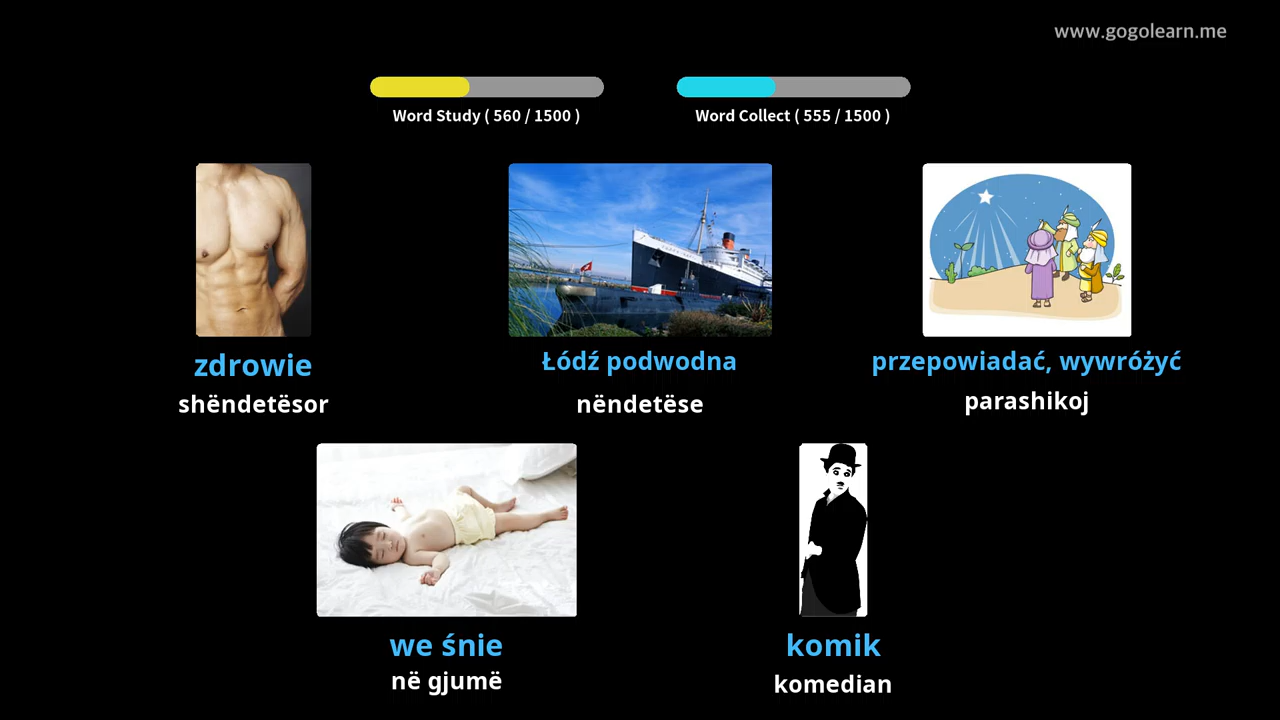 www.gogolearn.me
Word Study ( 560 / 1500 )
Word Collect ( 555 / 1500 )
zdrowie
shëndetësor
Łódź podwodna
nëndetëse
przepowiadać, wywróżyć
parashikoj
we śnie
në gjumë
komik
komedian